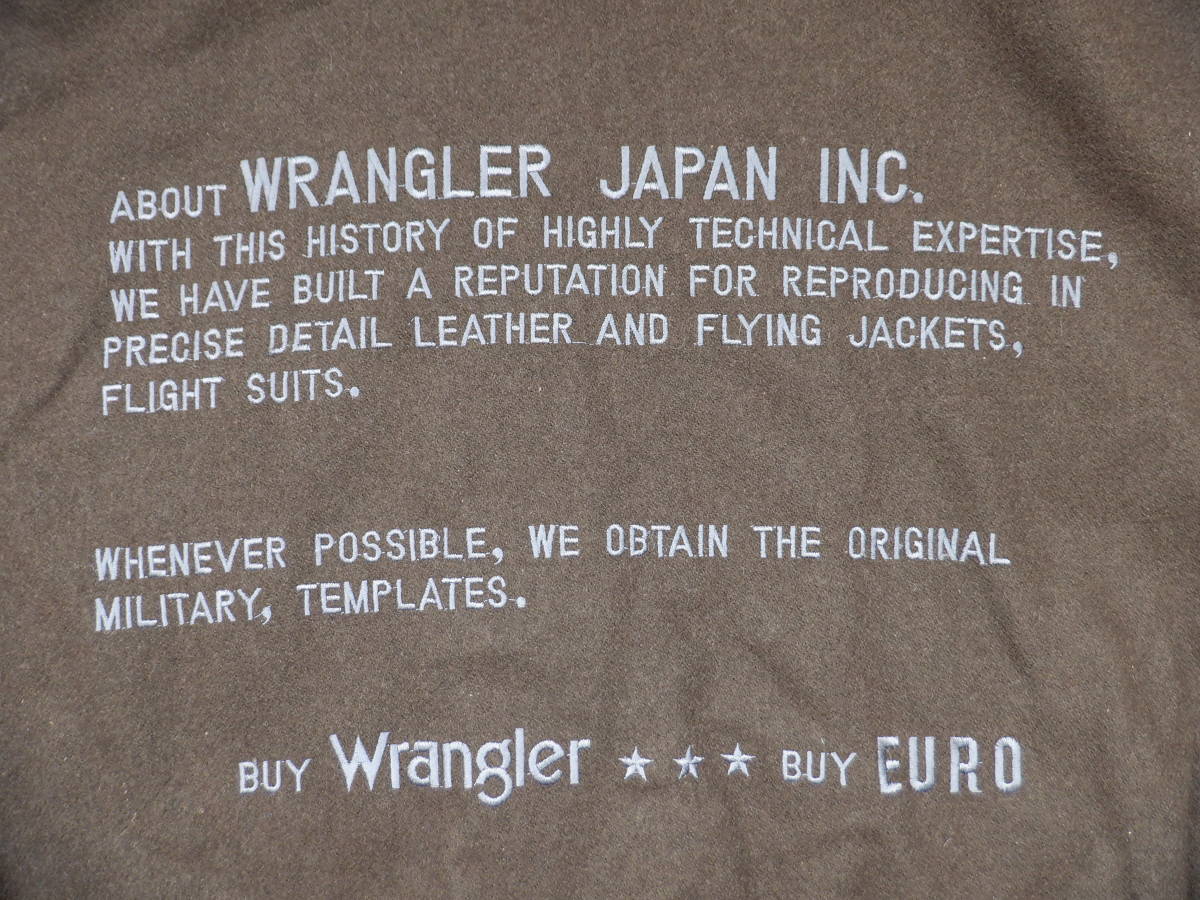 ABOUT WRANGLER JAPAN INC.
WITH THIS HISTORY OF HIGHLY TECHNICAL EXPERTISE,
WE HAVE BUILT A REPUTATION FOR REPRODUCING IN
PRECISE DETAIL LEATHER AND FLYING JACKETS,
FLIGHT SUITS.
WHENEVER POSSIBLE, WE OBTAIN THE ORIGINAL
MILITARY, TEMPLATES.
BUY Wrangler ★ ★ ★ BUY EURO